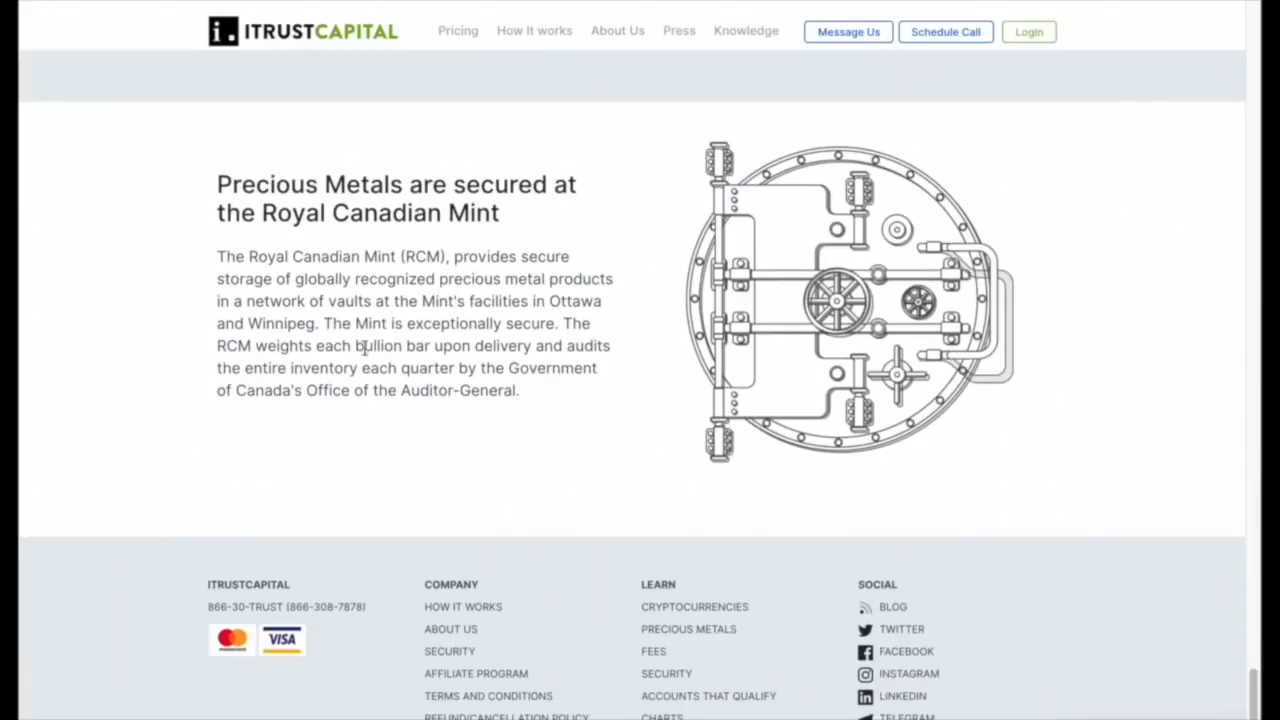 i. ITRUSTCAPITAL
Pricing How It works About Us Press Knowledge Message Us Schedule Call Login
Precious Metals are secured at
the Royal Canadian Mint
The Royal Canadian Mint (RCM), provides secure
storage of globally recognized precious metal products
in a network of vaults at the Mint's facilities in Ottawa
and Winnipeg. The Mint is exceptionally secure. The
RCM weights each bullion bar upon delivery and audits
the entire inventory each quarter by the Government
of Canada's Office of the Auditor-General.
ITRUSTCAPITAL
866-30-TRUST (866-308-7878)
VISA
COMPANY
HOW IT WORKS
ABOUT US
SECURITY
AFFILIATE PROGRAM
TERMS AND CONDITIONS
REFUND/CANCELLATION POLICY
LEARN
CRYPTOCURRENCIES
PRECIOUS METALS
FEES
SECURITY
ACCOUNTS THAT QUALIFY
CHARTS
SOCIAL
BLOG
TWITTER
FACEBOOK
INSTAGRAM
LINKEDIN
TELEGRAM